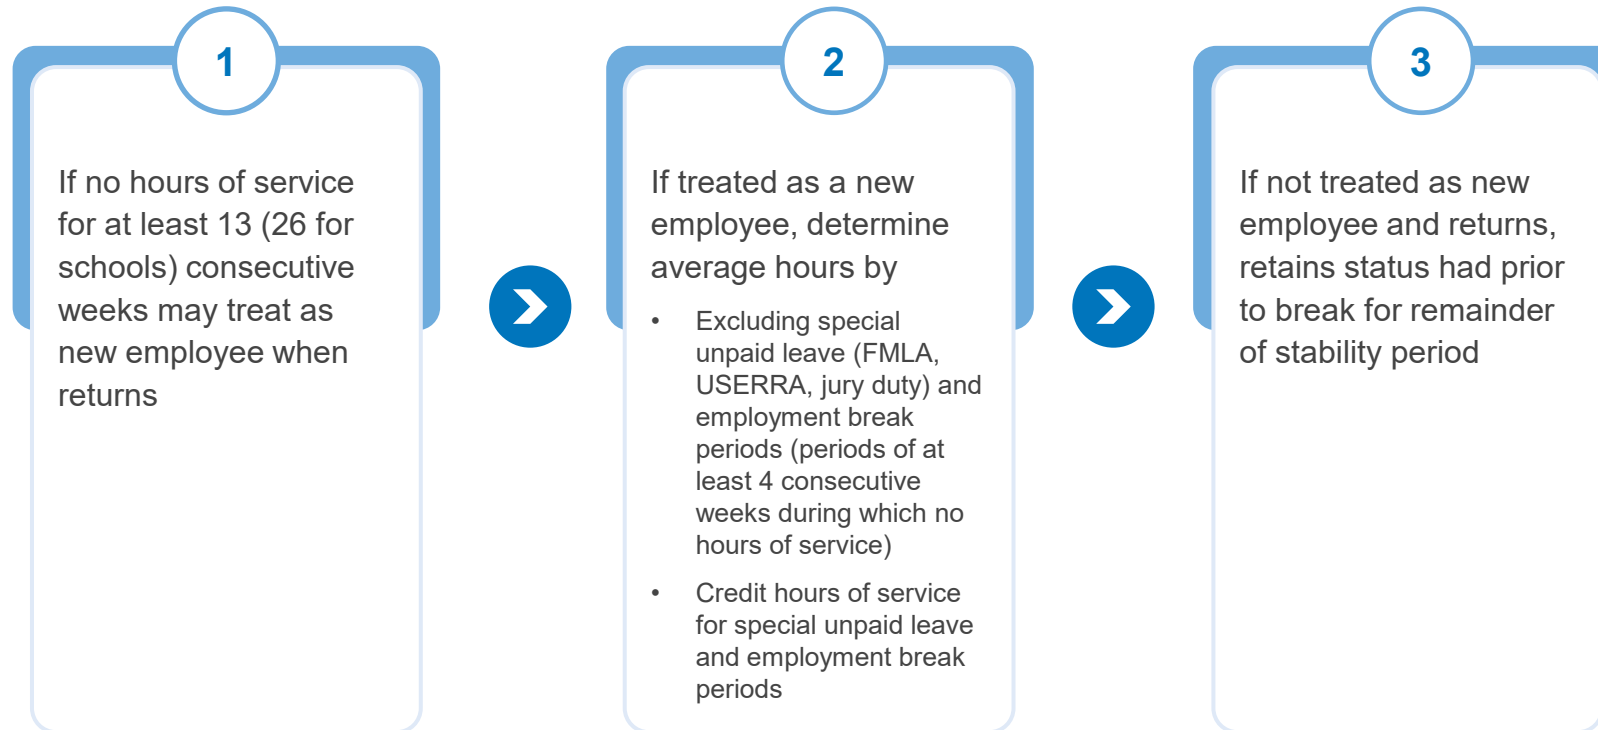 1
If no hours of service
for at least 13 (26 for
schools) consecutive
weeks may treat as
new employee when
returns
2
If treated as a new
employee, determine
average hours by
• Excluding special
unpaid leave (FMLA,
USERRA, jury duty) and
employment break
periods (periods of at
least 4 consecutive
weeks during which no
hours of service)
• Credit hours of service
for special unpaid leave
and employment break
periods
3
If not treated as new
employee and returns,
retains status had prior
to break for remainder
of stability period